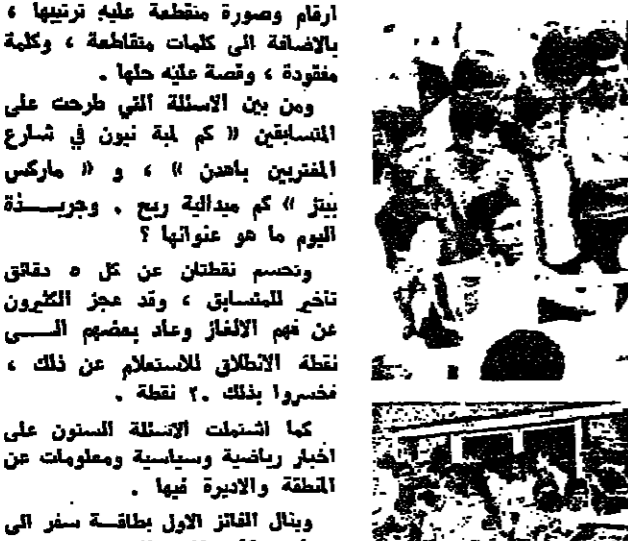 ارقام وصورة منقطعة عليه ترتيبها ،
بالاضافة الى كلمات متقاطعة ، وكلمة
مفقودة ، وقصة عليه حلها .
ومن بين الاسئلة التي طرحت على
المتسابقين « كم لمبة نيون في شارع
المغتربين باهدن » ، و « ماركس
بيتز » كم ميدالية ربح . وجريـــدة
اليوم ما هو عنوانها ؟
وتحسم نقطتان عن كل ٥ دقائق
تاخير للمتسابق ، وقد عجز الكثيرون
عن فهم الالغاز وعاد بعضهم الـــى
نقطة الانطلاق للاستعلام عن ذلك ،
فخسروا بذلك ٢٠ نقطة .
كما اشتملت الاسئلة الستون على
اخبار رياضية وسياسية ومعلومات عن
المنطقة والاديرة فيها .
وينال الفائز الاول بطاقـــة سفر الى